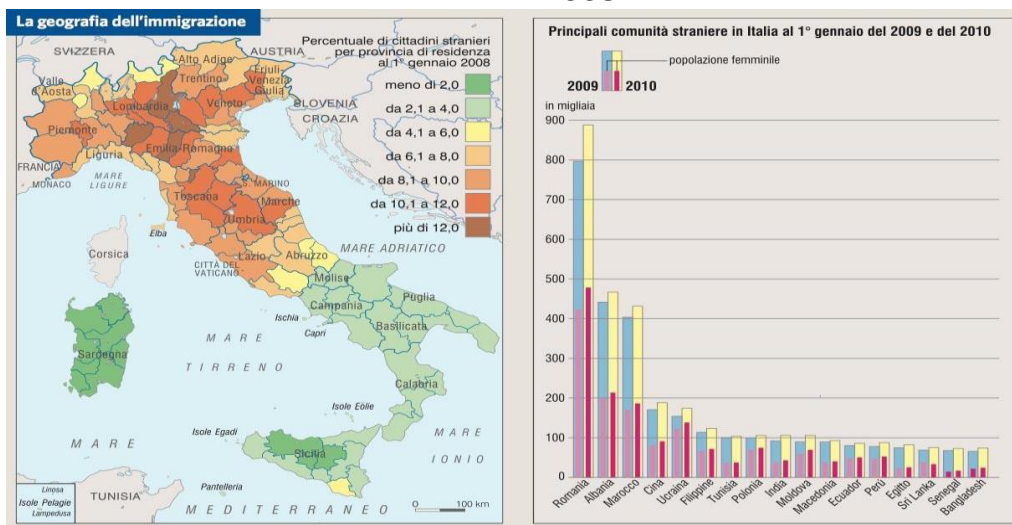 La geografia dell'immigrazione
SVIZZERA
AUSTRIA
Percentuale di cittadini stranieri
per provincia di residenza
al 1° gennaio 2008
meno di 2,0
da 2,1 a 4,0
da 4,1 a 6,0
da 6,1 a 8,0
da 8,1 a 10,0
da 10,1 a 12,0
più di 12,0
Alto Adige
Trentino
Friuli-
Venezia
Giulia
Valle
d'Aosta
Lombardia
Veneto
SLOVENIA
CROAZIA
Piemonte
Emilia-Romagna
Liguria
FRANCIA
MONACO
MARE
LIGURE
S. MARINO
Toscana
Marche
Umbria
Elba
Corsica
CITTÀ DEL
VATICANO
Lazio
Abruzzo
MARE ADRIATICO
Molise
Campania
Puglia
Ischia
Capri
Basilicata
Sardegna
MARE
TIRRENO
Calabria
Isole Eòlie
Isole Egadi
MARE
IONIO
Sicilia
MARE
MEDITERRANEO
TUNISIA
Pantelleria
Linosa
Isole Pelagie
Lampedusa
0 100 km
Principali comunità straniere in Italia al 1° gennaio del 2009 e del 2010
popolazione femminile
2009 2010
in migliaia
900
800
700
600
500
400
300
200
100
0
Romania
Albania
Marocco
Cina
Ucraina
Filippine
Tunisia
Polonia
India
Moldova
Macedonia
Ecuador
Perù
Egitto
Sri Lanka
Senegal
Bangladesh